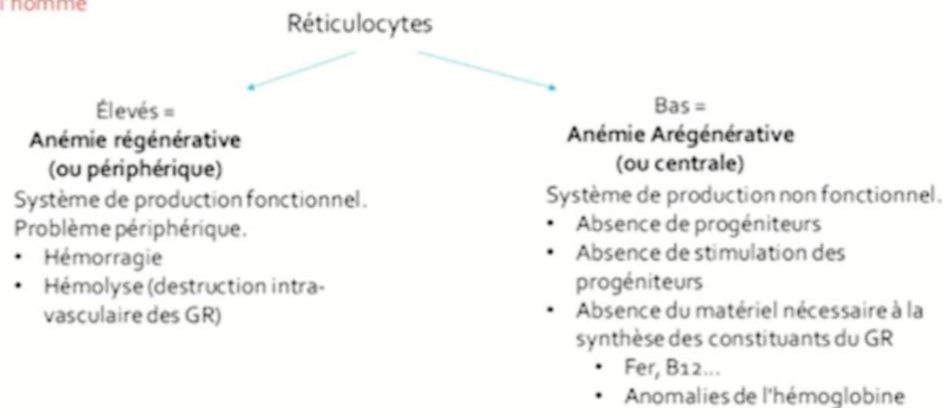 l'homme
Réticulocytes
Élevés =
Anémie régénérative
(ou périphérique)
Système de production fonctionnel.
Problème périphérique.
• Hémorragie
• Hémolyse (destruction intra-
vasculaire des GR)
Bas =
Anémie Arégénérative
(ou centrale)
Système de production non fonctionnel.
• Absence de progéniteurs
• Absence de stimulation des
progéniteurs
• Absence du matériel nécessaire à la
synthèse des constituants du GR
• Fer, B12...
• Anomalies de l'hémoglobine